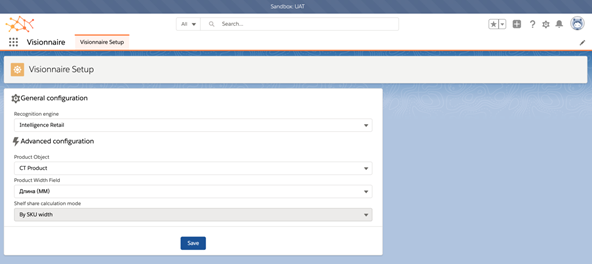 Sandbox: UAT
All
Search...
Visionnaire
Visionnaire Setup
Visionnaire Setup
General configuration
Recognition engine
Intelligence Retail
Advanced configuration
Product Object
CT Product
Product Width Field
Длина (ММ)
Shelf share calculation mode
By SKU width
Save